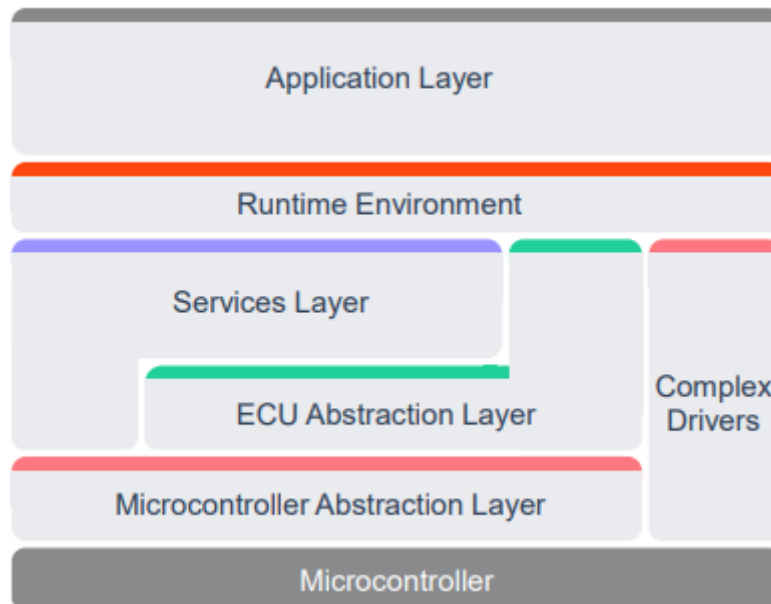 Application Layer
Runtime Environment
Services Layer
ECU Abstraction Layer
Complex
Drivers
Microcontroller Abstraction Layer
Microcontroller